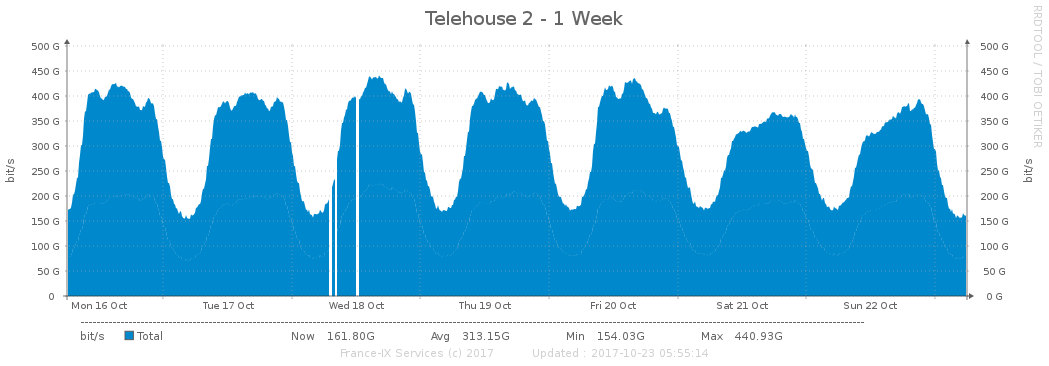 Telehouse 2 - 1 Week
RRDTOOL / TOBI OETIKER
500 G 500 G
450 G 450 G
400 G 400 G
350 G 350 G
300 G 300 G
250 G 250 G
200 G 200 G
150 G 150 G
100 G 100 G
50 G 50 G
0 0 G
bit/s bit/s
Mon 16 Oct Tue 17 Oct Wed 18 Oct Thu 19 Oct Fri 20 Oct Sat 21 Oct Sun 22 Oct
bit/s Total Now 161.80G Avg 313.15G Min 154.03G Max 440.93G
France-IX Services (c) 2017 Updated : 2017-10-23 05:55:14